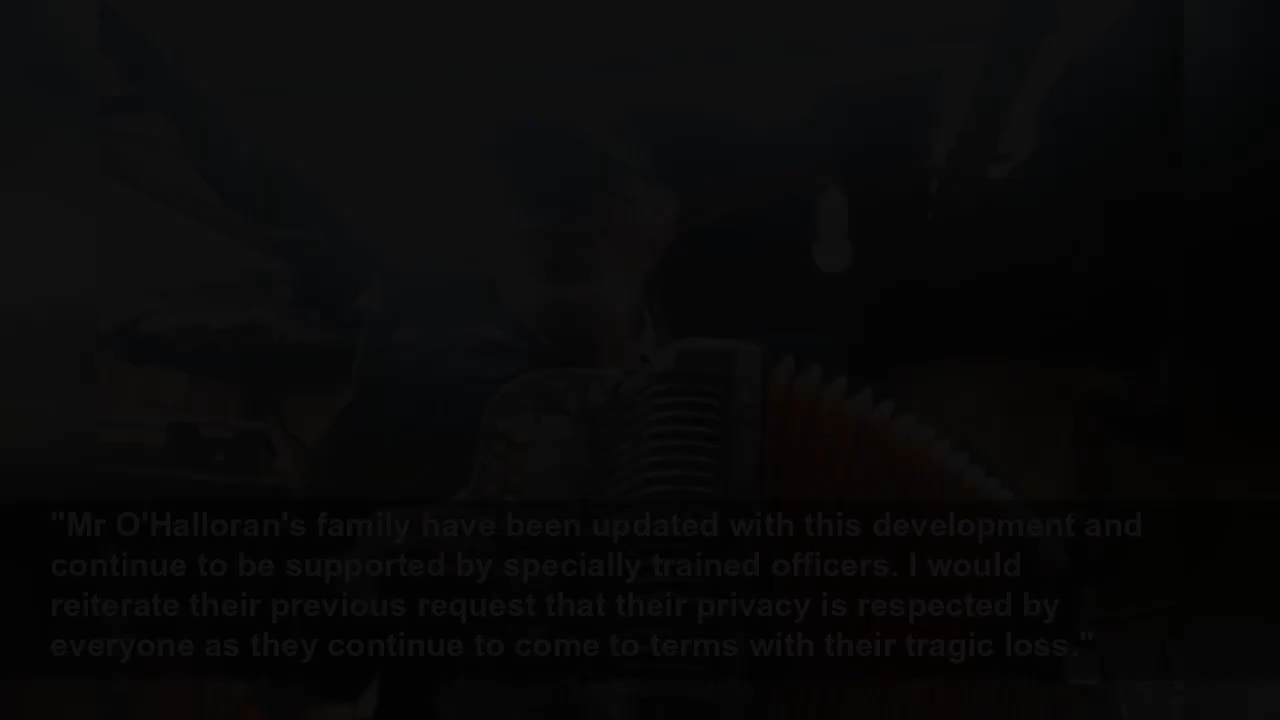 "Mr O'Halloran's family have been updated with this development and
continue to be supported by specially trained officers. I would
reiterate their previous request that their privacy is respected by
everyone as they continue to come to terms with their tragic loss."